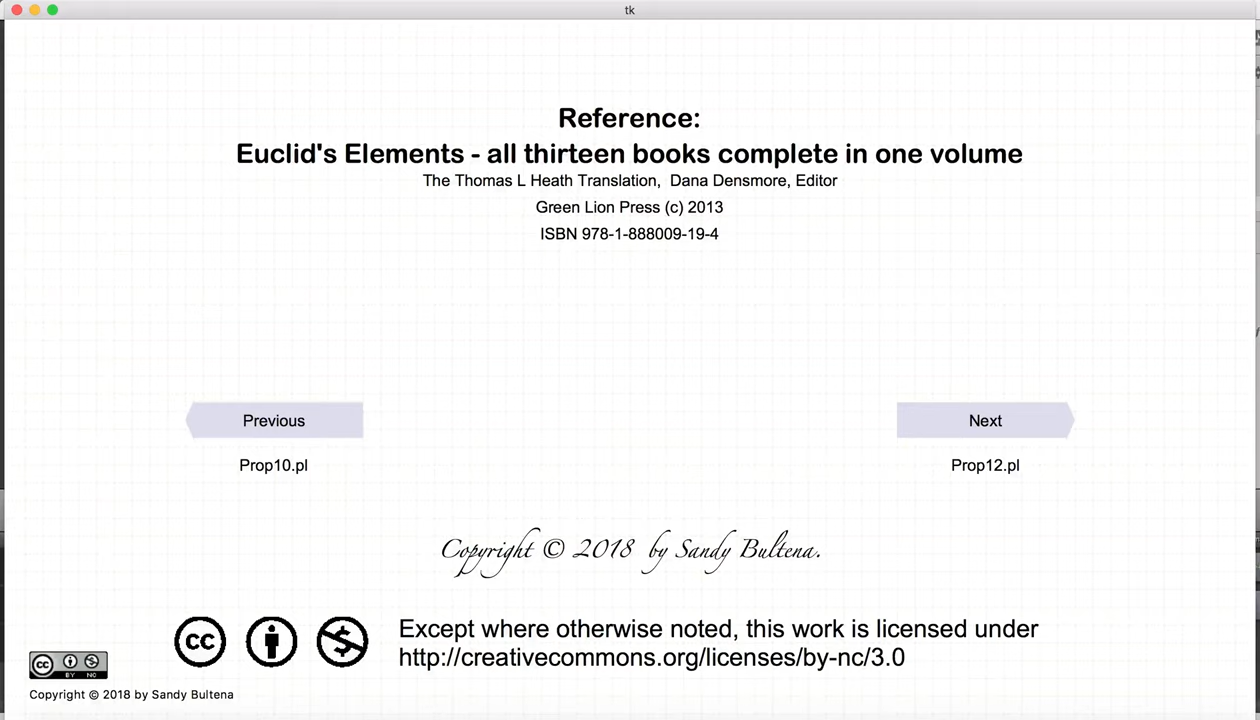 tk
Reference:
Euclid's Elements - all thirteen books complete in one volume
The Thomas L Heath Translation, Dana Densmore, Editor
Green Lion Press (c) 2013
ISBN 978-1-888009-19-4
Previous
Next
Prop10.pl
Prop12.pl
Copyright © 2018 by Sandy Bultena.
cc
Except where otherwise noted, this work is licensed under
http://creativecommons.org/licenses/by-nc/3.0
cc
BY NC
Copyright © 2018 by Sandy Bultena